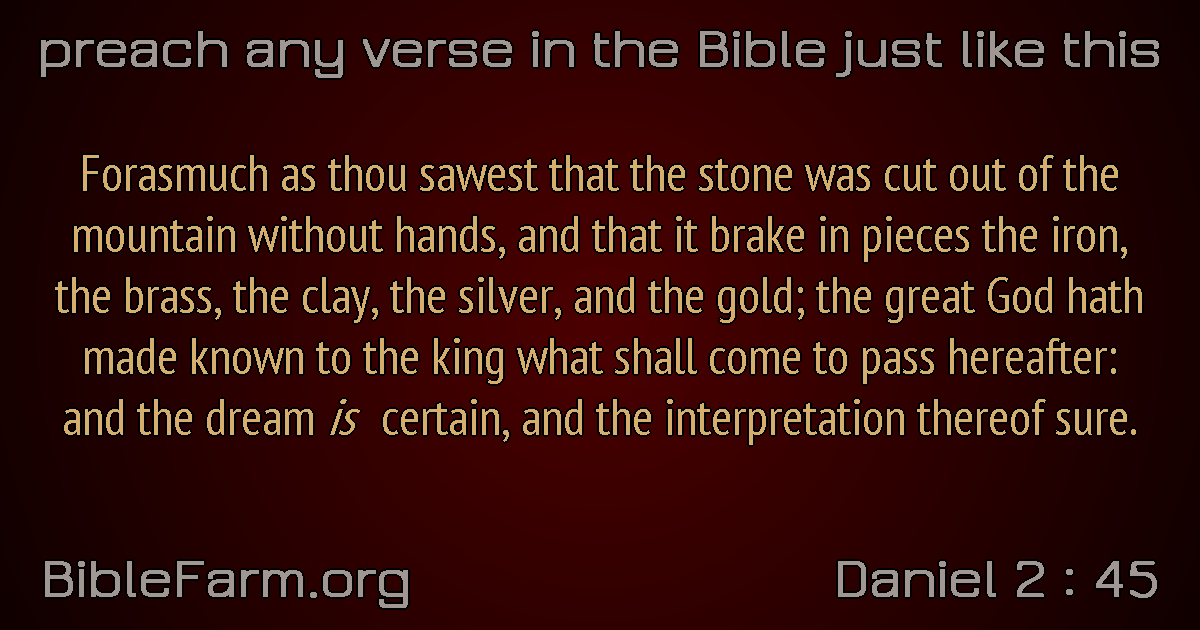 preach any verse in the Bible just like this
Forasmuch as thou sawest that the stone was cut out of the
mountain without hands, and that it brake in pieces the iron,
the brass, the clay, the silver, and the gold; the great God hath
made known to the king what shall come to pass hereafter:
and the dream is certain, and the interpretation thereof sure.
BibleFarm.org
Daniel 2 : 45